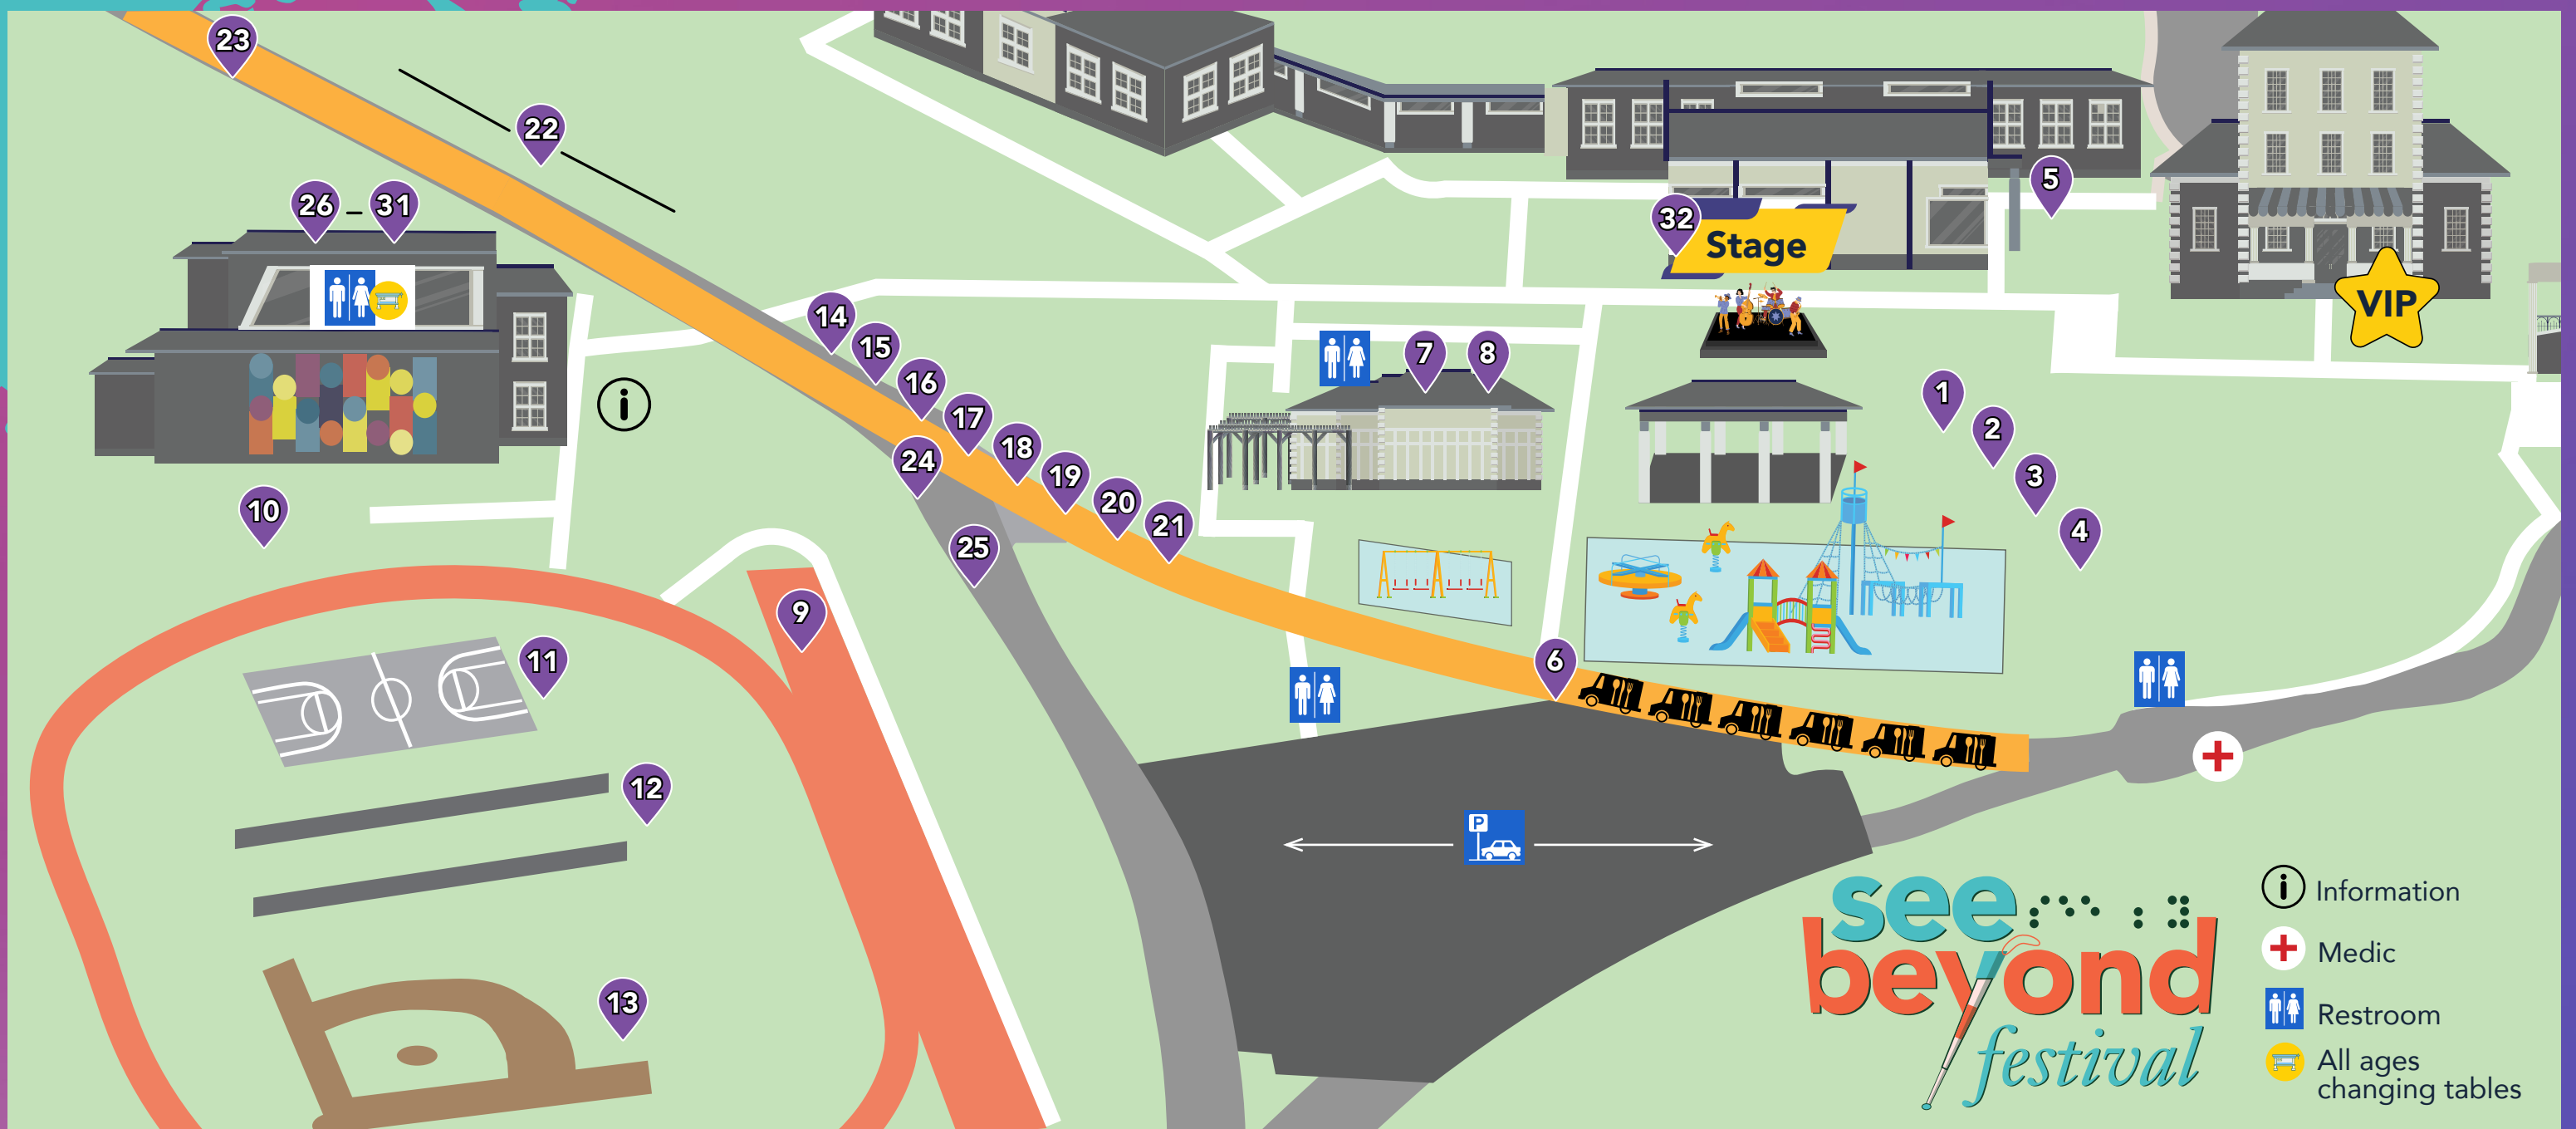 23
22
26 – 31
5
32
Stage
VIP
14
15
7
8
16
1
17
2
18
24
3
19
20
10
21
4
25
9
11
6
12
P
see
Information
beyond
Medic
13
festival
Restroom
All ages
changing tables